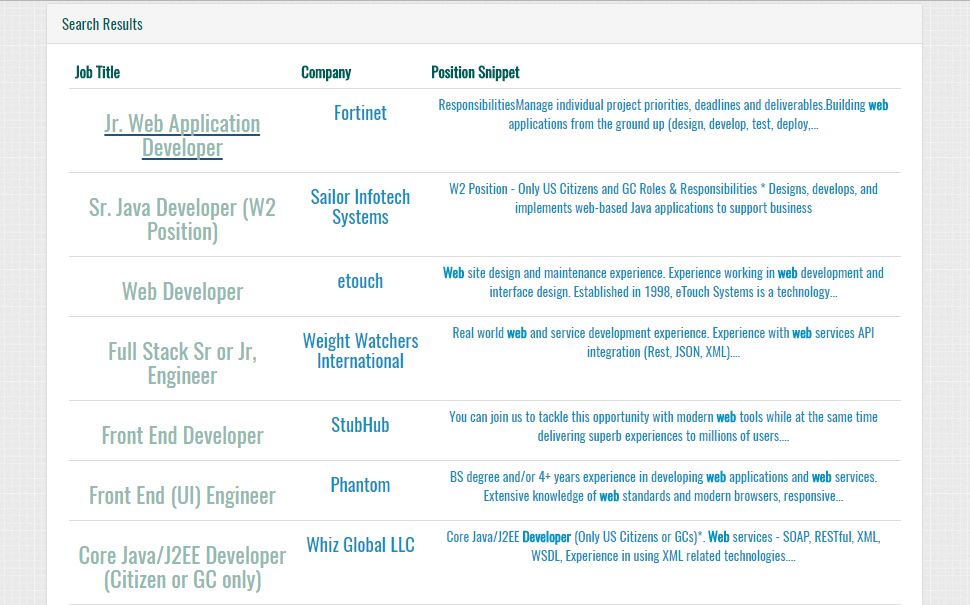 Search Results
Job Title Company Position Snippet
Jr. Web Application
Developer
Fortinet
ResponsibilitiesManage individual project priorities, deadlines and deliverables.Building web
applications from the ground up (design, develop, test, deploy,...
Sr. Java Developer (W2
Position)
Sailor Infotech
Systems
W2 Position - Only US Citizens and GC Roles & Responsibilities * Designs, develops, and
implements web-based Java applications to support business
Web Developer
etouch
Web site design and maintenance experience. Experience working in web development and
interface design. Established in 1998, eTouch Systems is a technology...
Full Stack Sr or Jr,
Engineer
Weight Watchers
International
Real world web and service development experience. Experience with web services API
integration (Rest, JSON, XML)....
Front End Developer
StubHub
You can join us to tackle this opportunity with modern web tools while at the same time
delivering superb experiences to millions of users....
Front End (UI) Engineer
Phantom
BS degree and/or 4+ years experience in developing web applications and web services.
Extensive knowledge of web standards and modern browsers, responsive...
Core Java/J2EE Developer
(Citizen or GC only)
Whiz Global LLC
Core Java/J2EE Developer (Only US Citizens or GCs)*. Web services - SOAP, RESTful, XML,
WSDL, Experience in using XML related technologies....